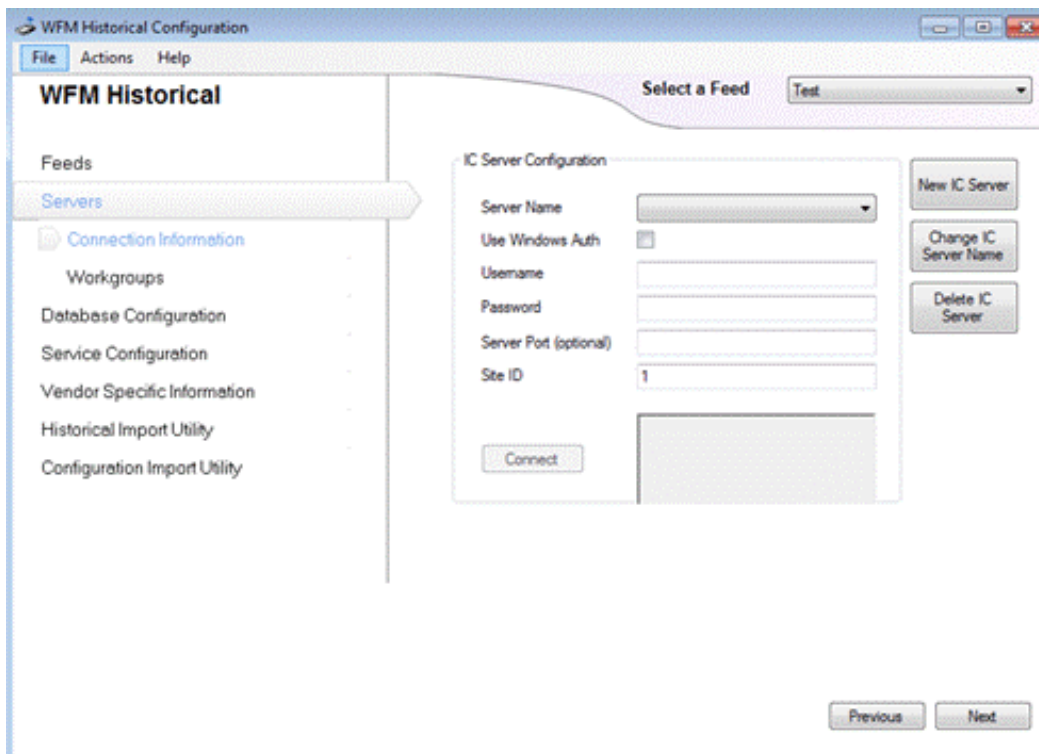 WFM Historical Configuration
File Actions Help
WFM Historical
Select a Feed
Test
Feeds
Servers
Connection Information
Workgroups
Database Configuration
Service Configuration
Vendor Specific Information
Historical Import Utility
Configuration Import Utility
IC Server Configuration
Server Name
Use Windows Auth
Username
Password
Server Port (optional)
Site ID
1
Connect
New IC Server
Change IC
Server Name
Delete IC
Server
Previous
Next